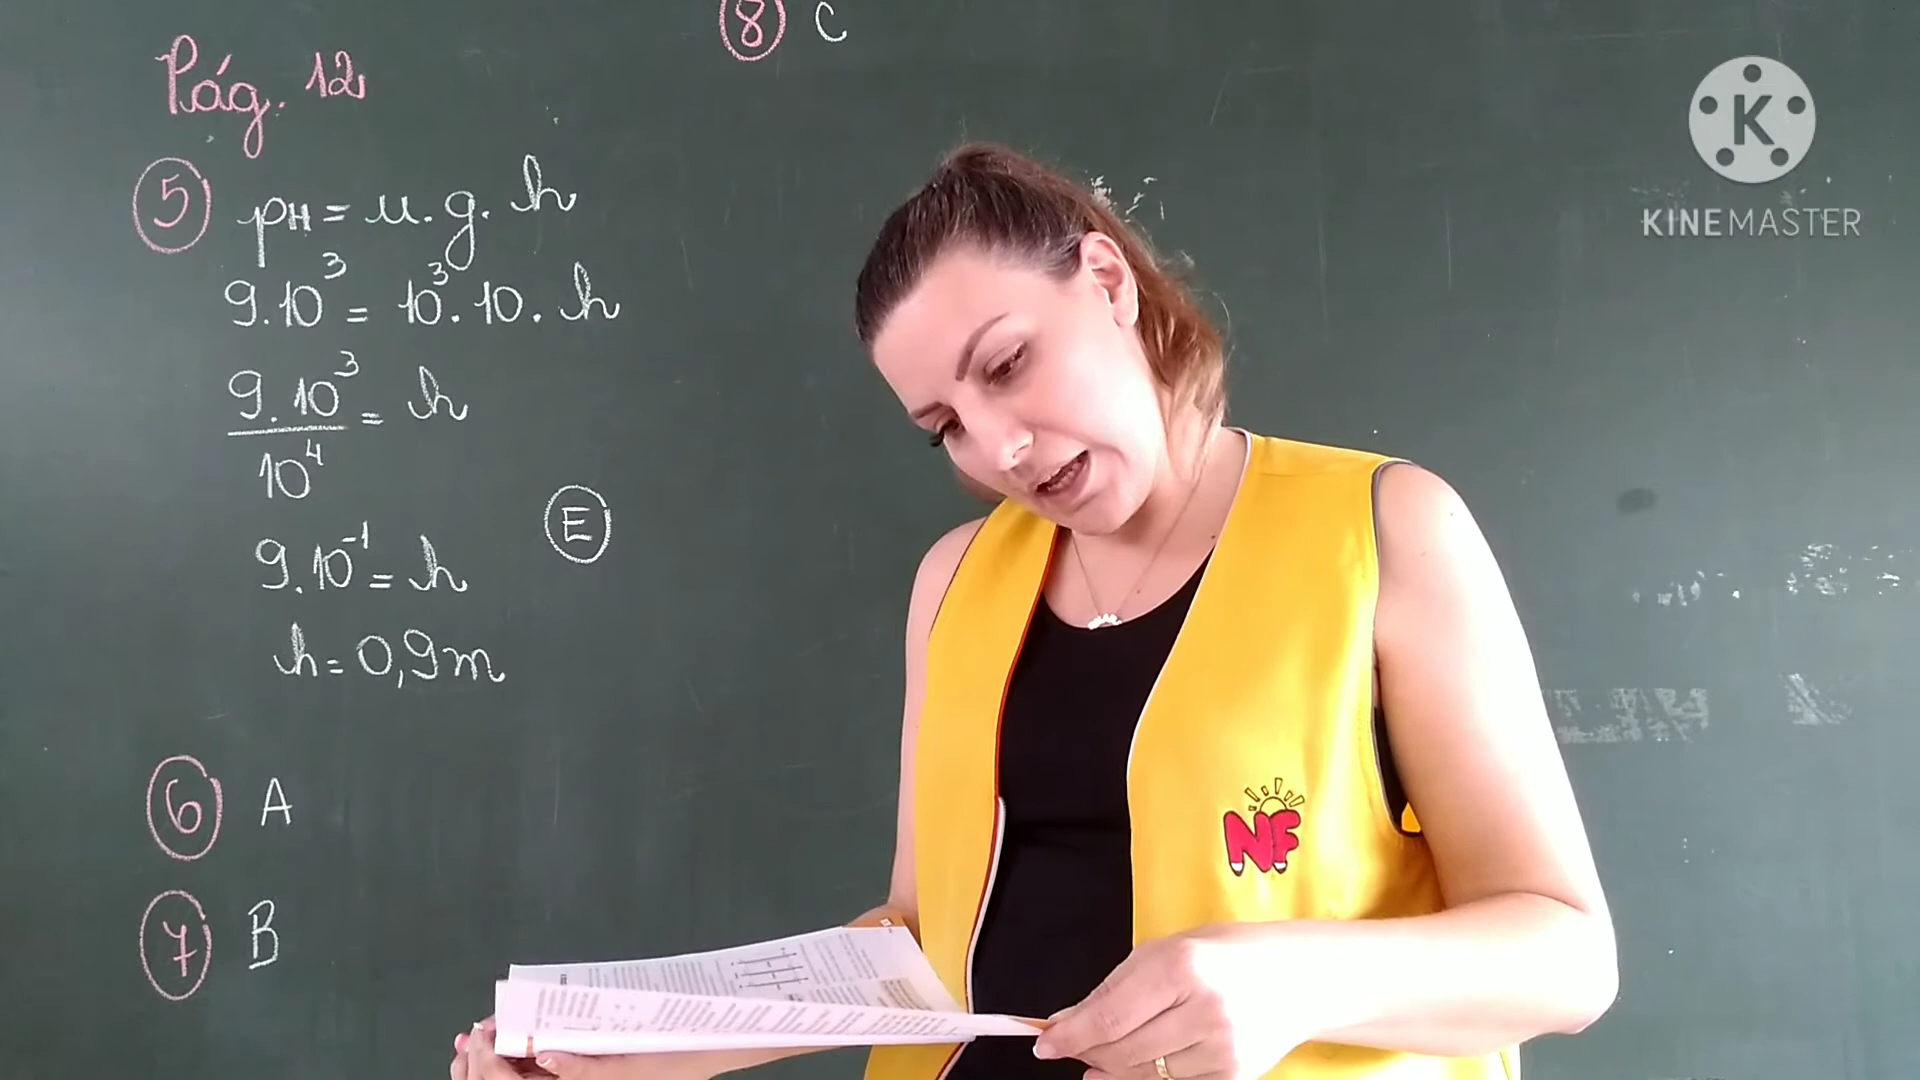 Pág. 12
⑤ pH = μ. g. h
9.10³ = 10³. 10. h
9.10³ = h
10⁴
9.10⁻¹ = h
E
h = 0,9m
⑥ A
⑦ B
⑧ C
K
KINEMASTER
NF